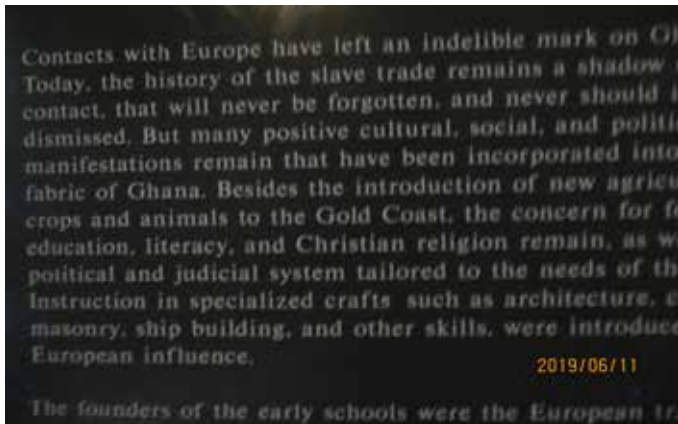 Contacts with Europe have left an indelible mark on
Today, the history of the slave trade remains a shadow
contact, that will never be forgotten, and never should
dismissed. But many positive cultural, social, and
manifestations remain that have been incorporated into
fabric of Ghana. Besides the introduction of new
crops and animals to the Gold Coast, the concern for
education, literacy, and Christian religion remain, as
political and judicial system tailored to the needs of
Instruction in specialized crafts such as architecture,
masonry, ship building, and other skills, were
European influence.
2019/06/11
The founders of the early schools were the European